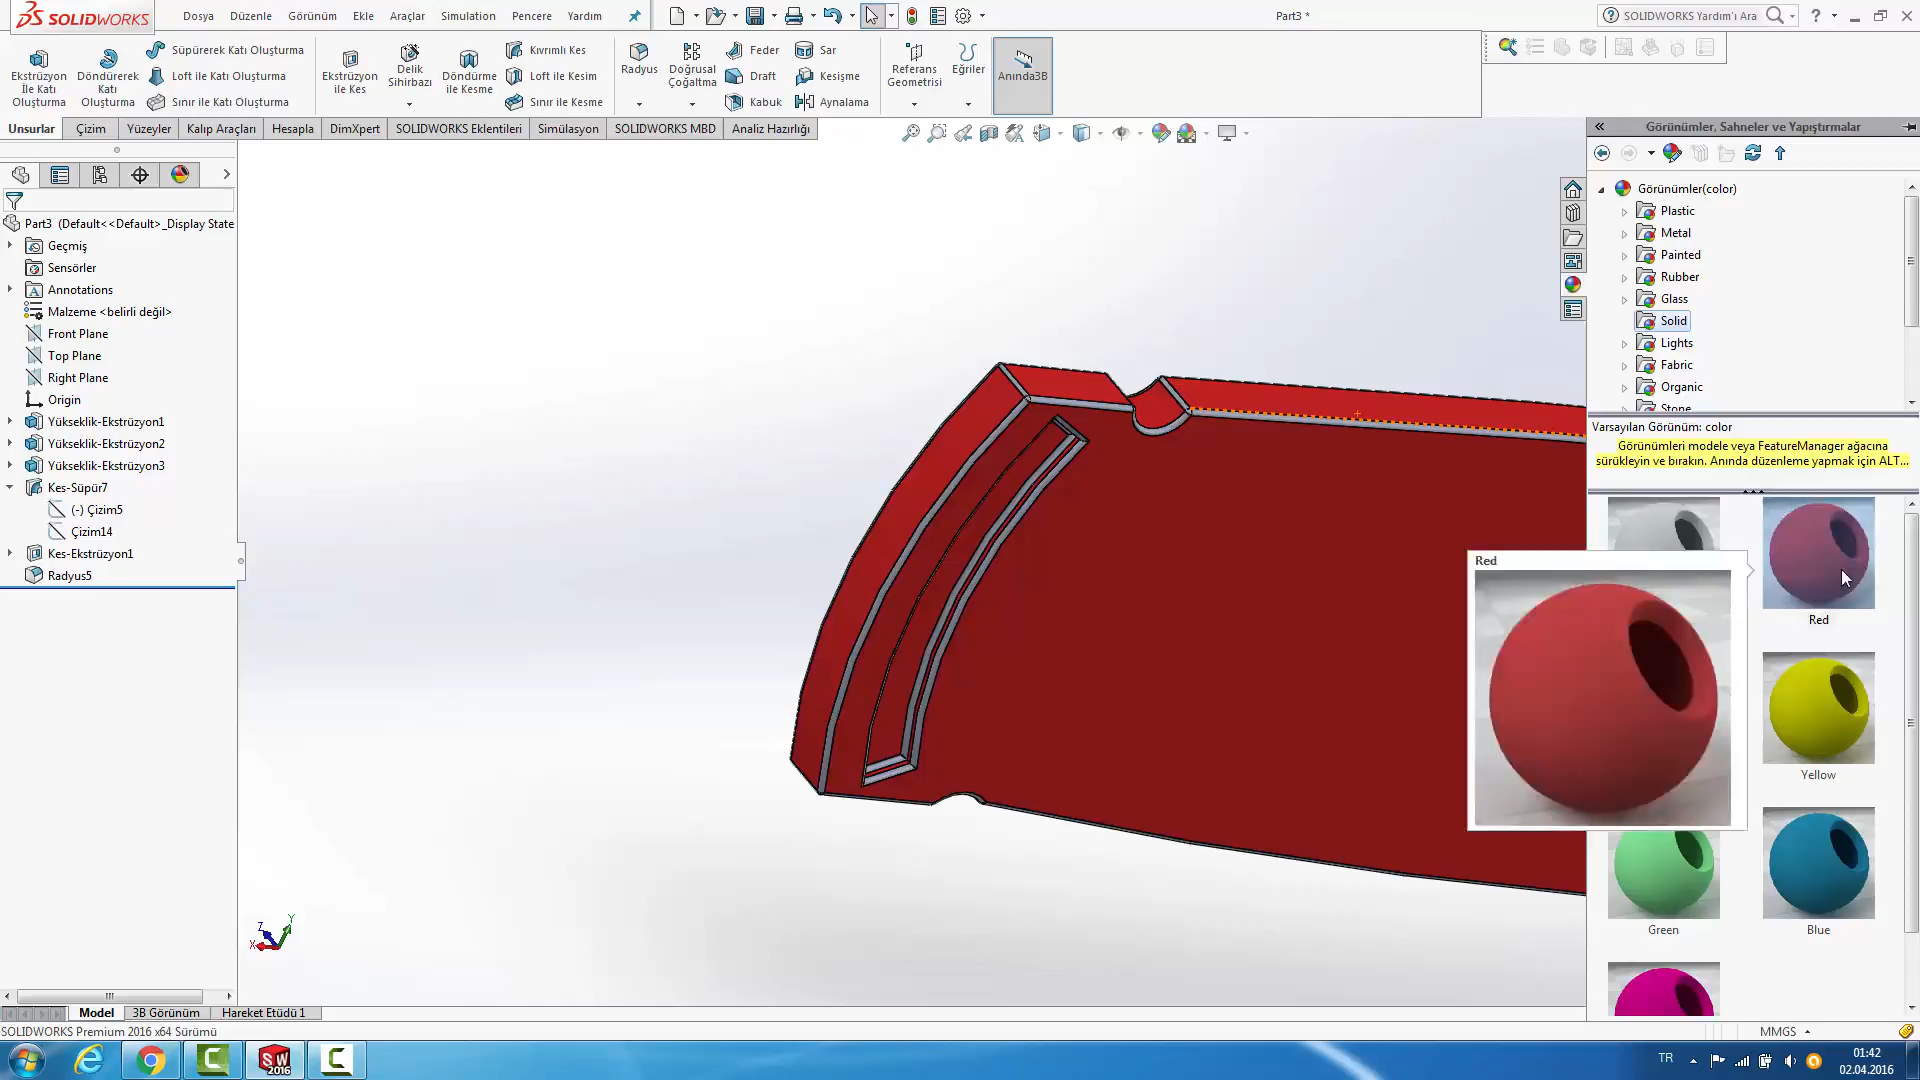 SOLIDWORKS
Dosya Düzenle Görünüm Ekle Araçlar Simulation Pencere Yardım
Part3 *
SOLIDWORKS Yardım'ı Ara
Ekstrüzyon İle Katı Oluşturma
Döndürerek Katı Oluşturma
Süpürerek Katı Oluşturma
Loft ile Katı Oluşturma
Sınır ile Katı Oluşturma
Ekstrüzyon ile Kes
Delik Sihirbazı
Döndürme ile Kesme
Kıvrımlı Kes
Loft ile Kesim
Sınır ile Kesme
Radyus
Doğrusal Çoğaltma
Feder
Draft
Kabuk
Sar
Kesişme
Aynalama
Referans Geometrisi
Eğriler
Anında3B
Unsurlar Çizim Yüzeyler Kalıp Araçları Hesapla DimXpert SOLIDWORKS Eklentileri Simülasyon SOLIDWORKS MBD Analiz Hazırlığı
Part3 (Default<<Default>_Display State
Geçmiş
Sensörler
Annotations
Malzeme <belirli değil>
Front Plane
Top Plane
Right Plane
Origin
Yükseklik-Ekstrüzyon1
Yükseklik-Ekstrüzyon2
Yükseklik-Ekstrüzyon3
Kes-Süpür7
(-) Çizim5
Çizim14
Kes-Ekstrüzyon1
Radyus5
Z Y X
Görünümler, Sahneler ve Yapıştırmalar
Görünümler(color)
Plastic
Metal
Painted
Rubber
Glass
Solid
Lights
Fabric
Organic
Stone
Varsayılan Görünüm: color
Görünümleri modele veya FeatureManager ağacına
sürükleyin ve bırakın. Anında düzenleme yapmak için ALT...
Red
Red
Yellow
Green
Blue
Model 3B Görünüm Hareket Etüdü 1
SOLIDWORKS Premium 2016 x64 Sürümü
MMGS
SW 2016
TR
01:42
02.04.2016